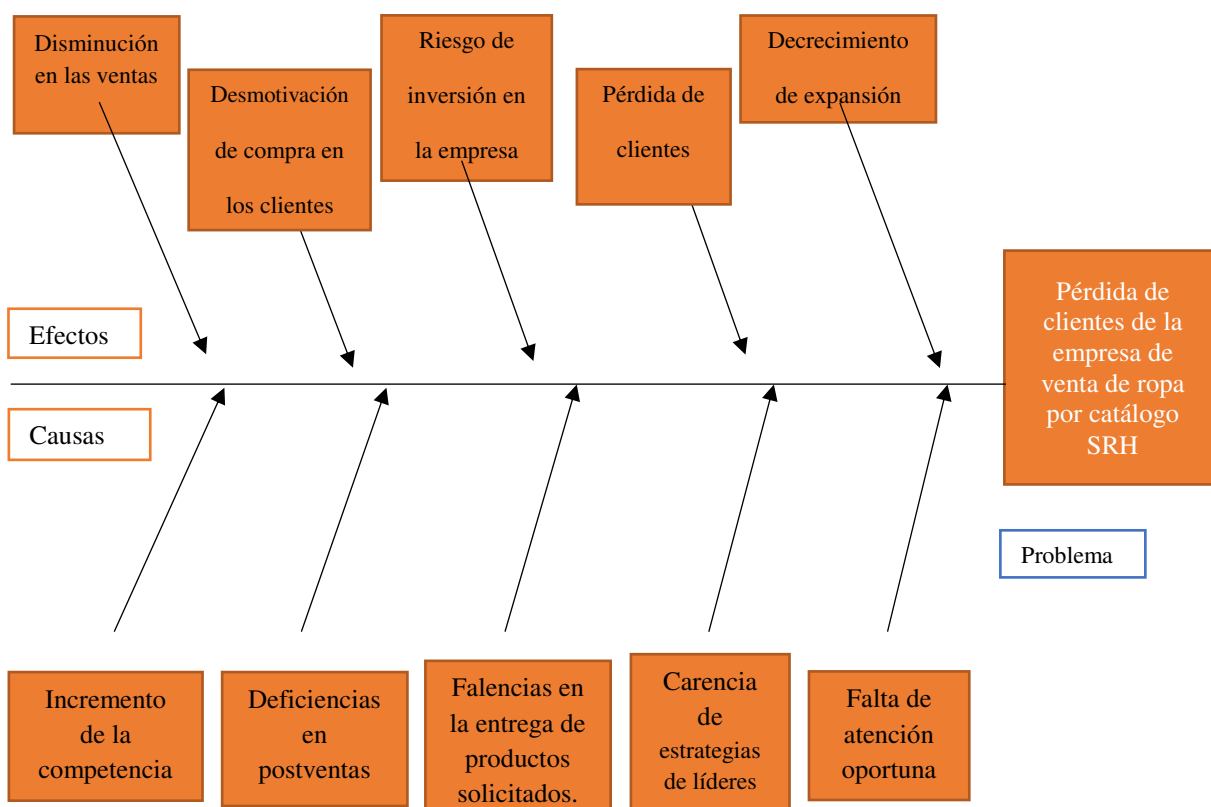 Disminución
en las ventas
Desmotivación
de compra en
los clientes
Riesgo de
inversión en
la empresa
Pérdida de
clientes
Decrecimiento
de expansión
Efectos
Causas
Pérdida de
clientes de la
empresa de
venta de ropa
por catálogo
SRH
Problema
Incremento
de la
competencia
Deficiencias
en
postventas
Falencias en
la entrega de
productos
solicitados.
Carencia
de
estrategias
de líderes
Falta de
atención
oportuna